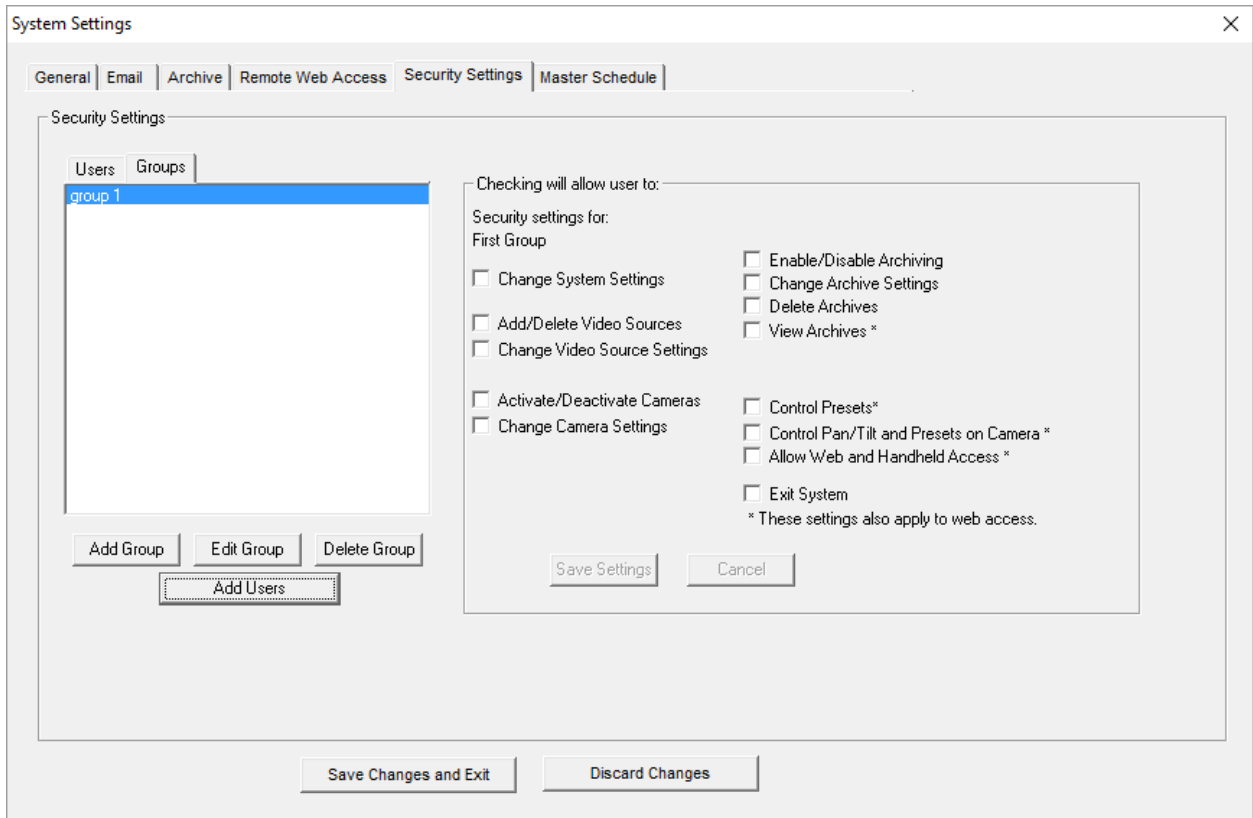 System Settings
General Email Archive Remote Web Access Security Settings Master Schedule
Security Settings
Users Groups
group 1
Checking will allow user to:
Security settings for:
First Group
Change System Settings
Add/Delete Video Sources
Change Video Source Settings
Activate/Deactivate Cameras
Change Camera Settings
Enable/Disable Archiving
Change Archive Settings
Delete Archives
View Archives *
Control Presets*
Control Pan/Tilt and Presets on Camera *
Allow Web and Handheld Access *
Exit System
* These settings also apply to web access.
Add Group Edit Group Delete Group
Add Users
Save Settings Cancel
Save Changes and Exit Discard Changes